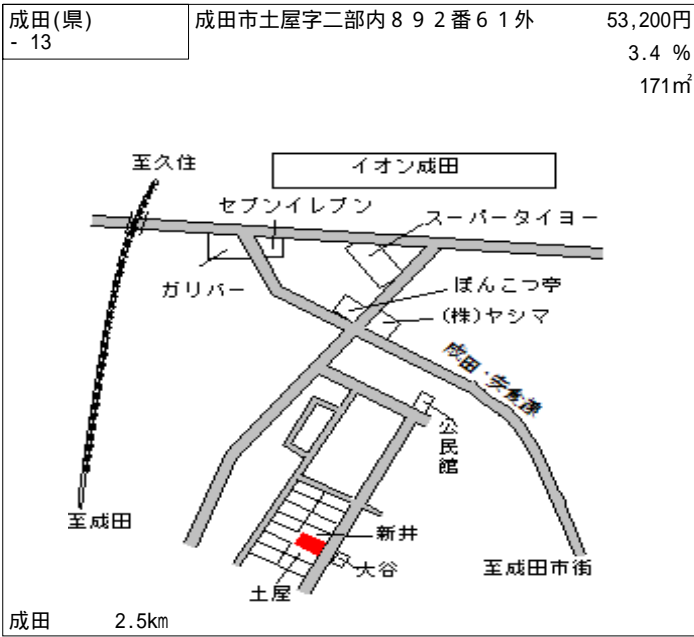 成田(県)
- 13
成田市土屋字二部内８９２番６１外
53,200円
3.4 %
171㎡
至久住
イオン成田
セブンイレブン
スーパータイヨー
ガリバー
ぽんこつ亭
(株)ヤシマ
成田・安食線
公民館
新井
大谷
土屋
至成田
至成田市街
成田 2.5km